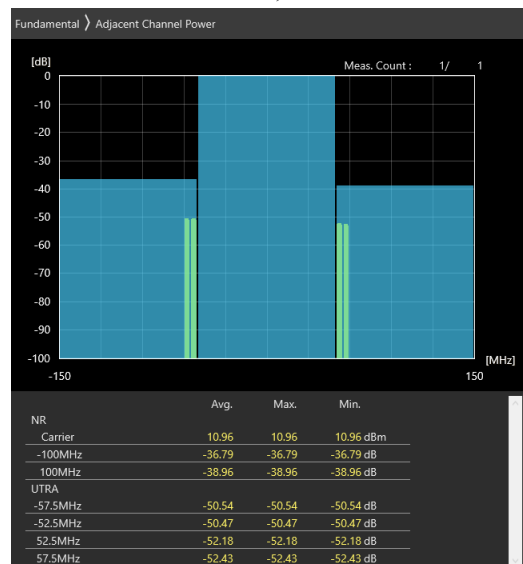 Fundamental 〉 Adjacent Channel Power
[dB]
Meas. Count : 1/ 1
0
-10
-20
-30
-40
-50
-60
-70
-80
-90
-100
[MHz]
-150 150
Avg. Max. Min.
NR
Carrier 10.96 10.96 10.96 dBm
-100MHz -36.79 -36.79 -36.79 dB
100MHz -38.96 -38.96 -38.96 dB
UTRA
-57.5MHz -50.54 -50.54 -50.54 dB
-52.5MHz -50.47 -50.47 -50.47 dB
52.5MHz -52.18 -52.18 -52.18 dB
57.5MHz -52.43 -52.43 -52.43 dB